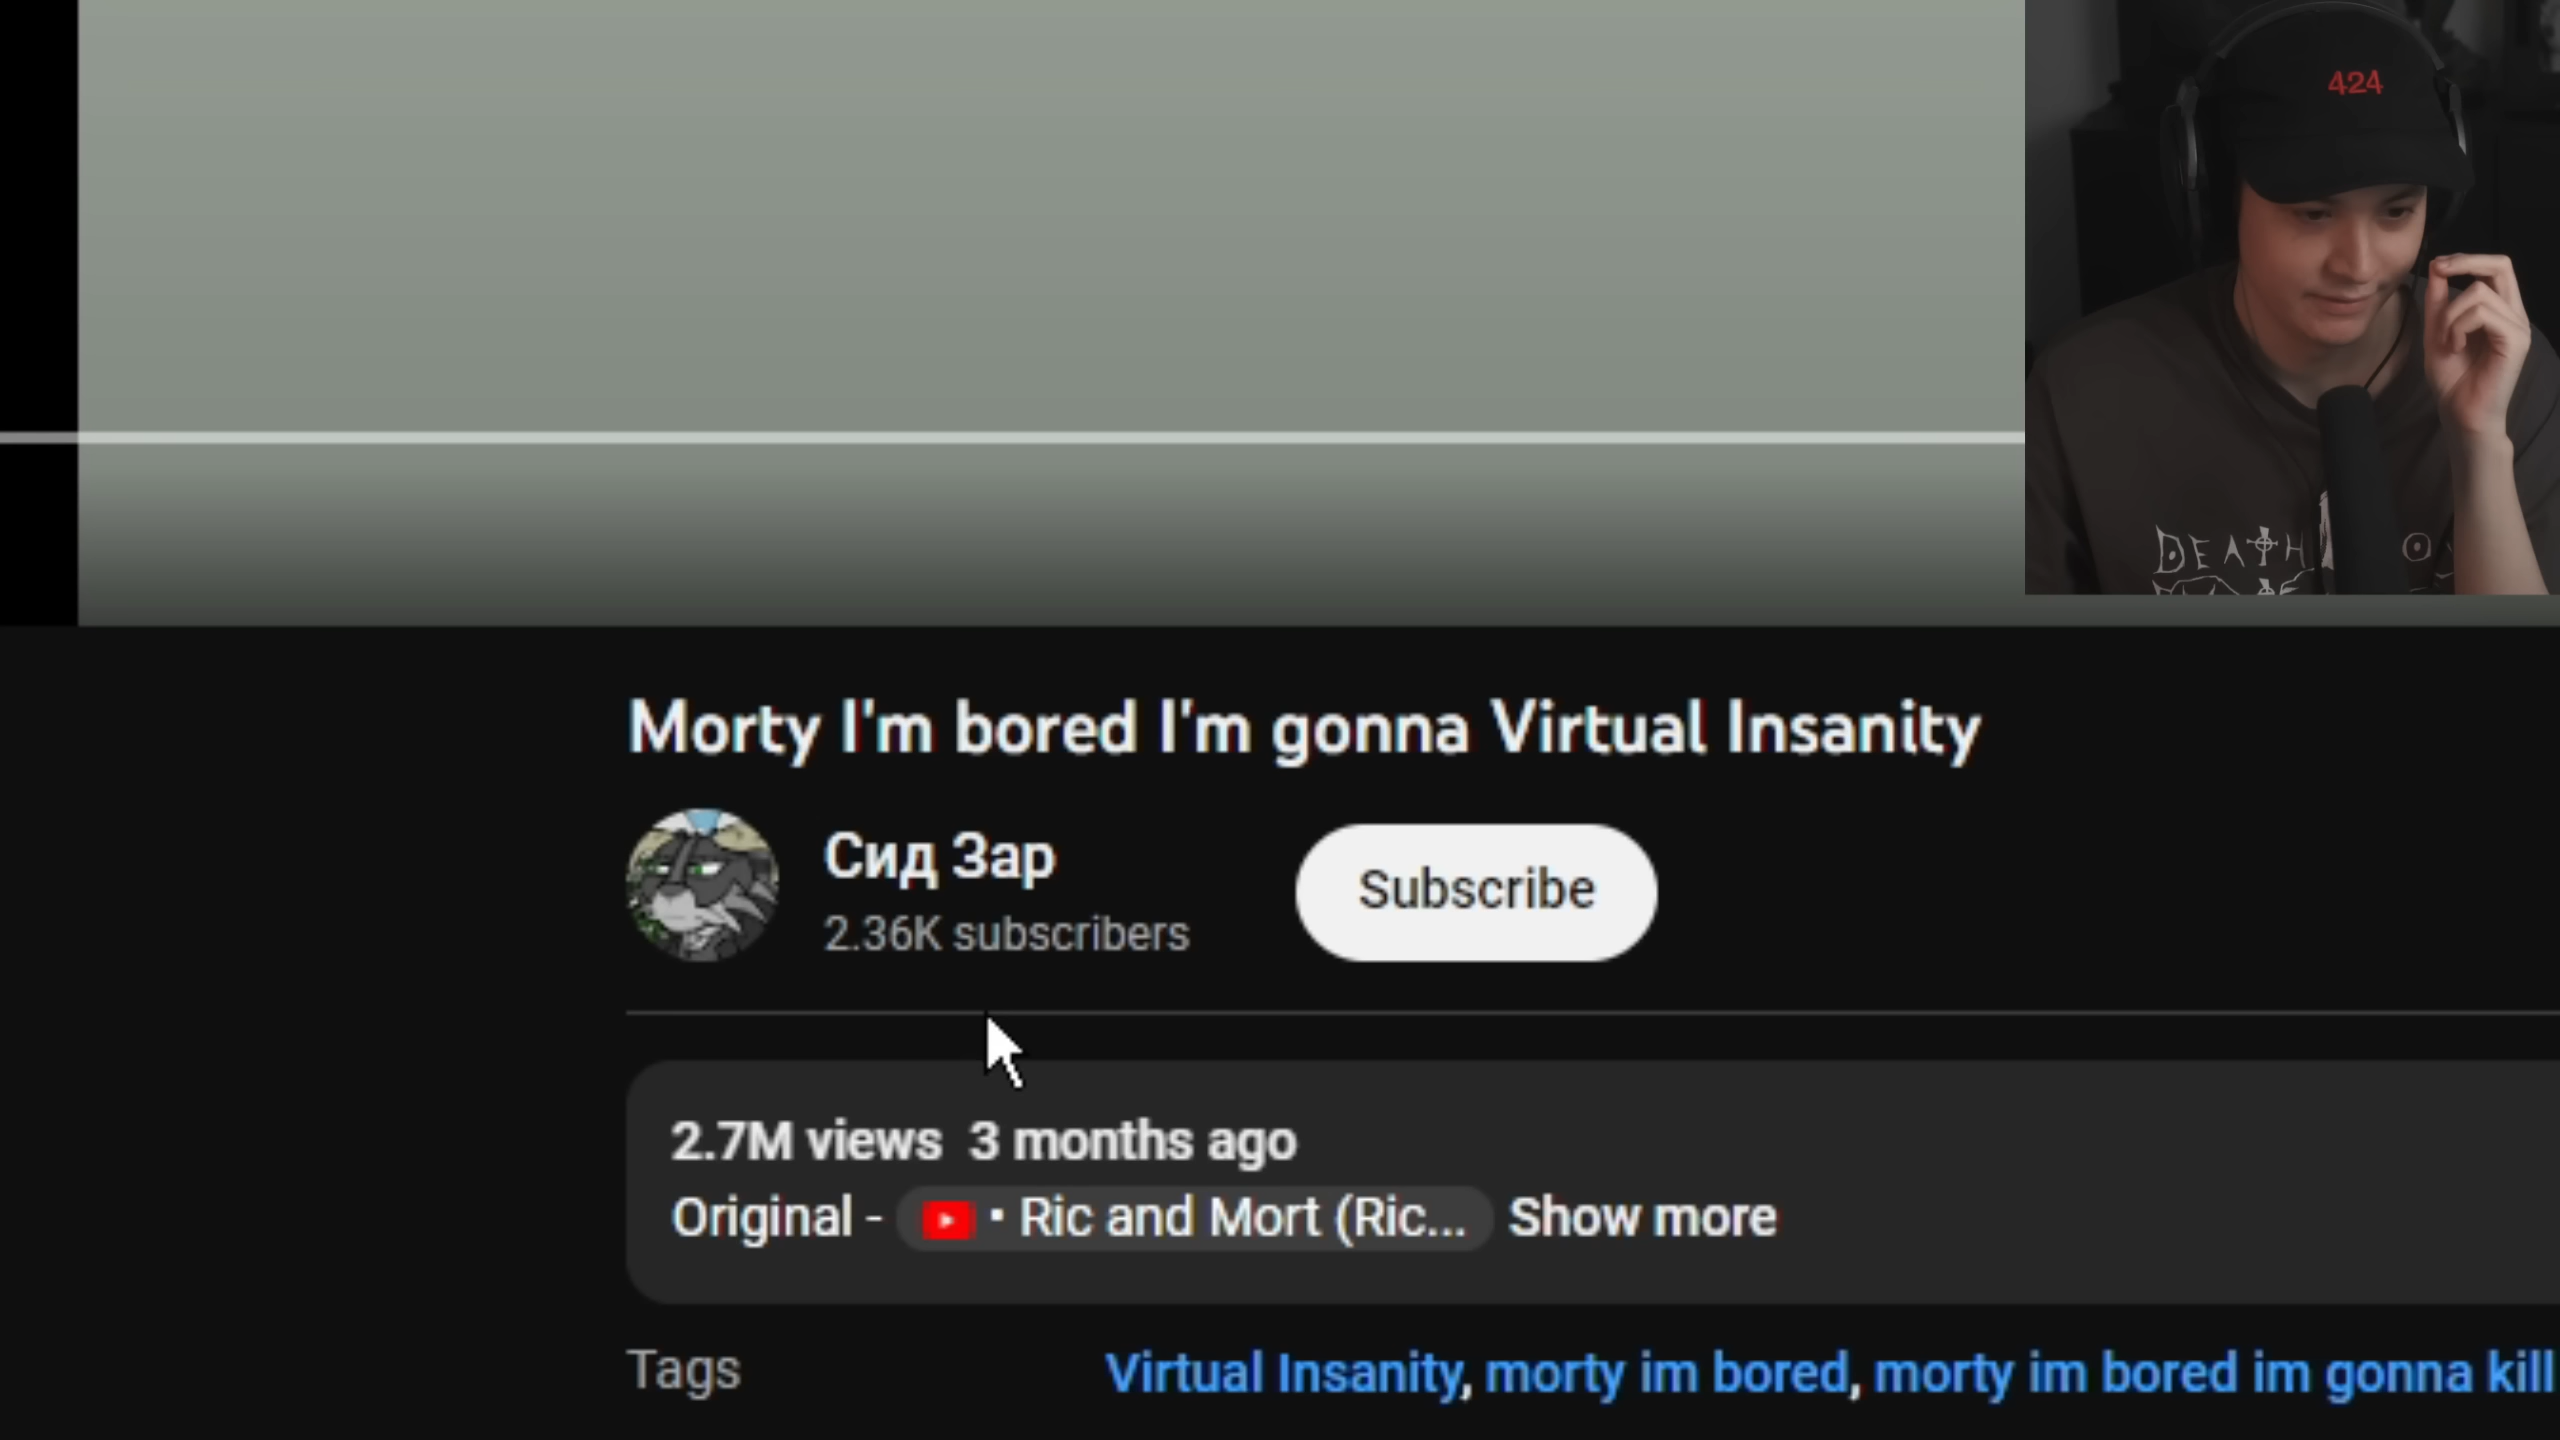 424
DEATH
Morty I'm bored I'm gonna Virtual Insanity
Сид Зар
2.36K subscribers
Subscribe
2.7M views 3 months ago
Original - • Ric and Mort (Ric... Show more
Tags
Virtual Insanity, morty im bored, morty im bored im gonna kill